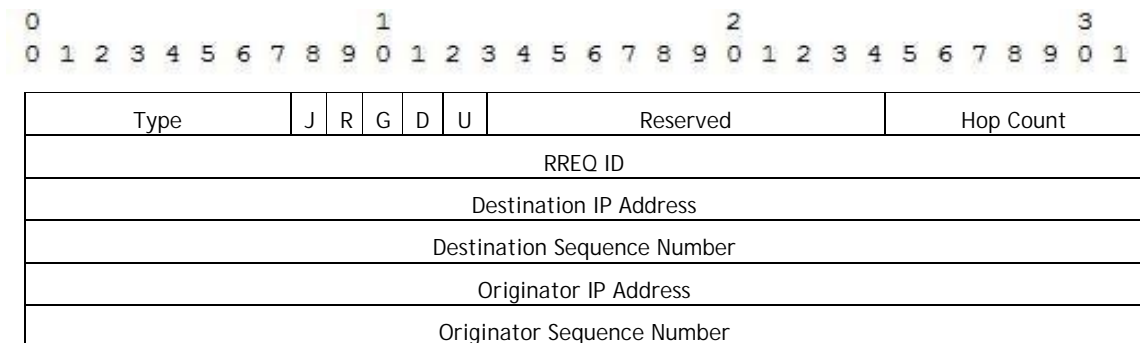 0 1 2 3
0 1 2 3 4 5 6 7 8 9 0 1 2 3 4 5 6 7 8 9 0 1 2 3 4 5 6 7 8 9 0 1
Type J R G D U Reserved Hop Count
RREQ ID
Destination IP Address
Destination Sequence Number
Originator IP Address
Originator Sequence Number